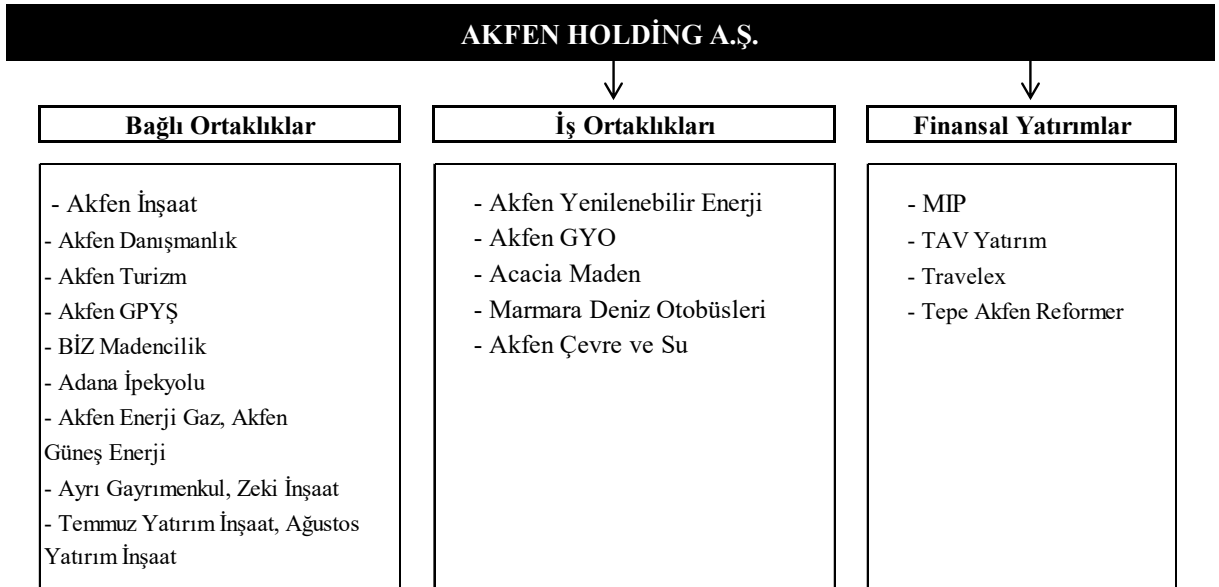 AKFEN HOLDİNG A.Ş.
Bağlı Ortaklıklar
- Akfen İnşaat
- Akfen Danışmanlık
- Akfen Turizm
- Akfen GPYŞ
- BİZ Madencilik
- Adana İpekyolu
- Akfen Enerji Gaz, Akfen
Güneş Enerji
- Ayrı Gayrımenkul, Zeki İnşaat
- Temmuz Yatırım İnşaat, Ağustos
Yatırım İnşaat
İş Ortaklıkları
- Akfen Yenilenebilir Enerji
- Akfen GYO
- Acacia Maden
- Marmara Deniz Otobüsleri
- Akfen Çevre ve Su
Finansal Yatırımlar
- MIP
- TAV Yatırım
- Travelex
- Tepe Akfen Reformer